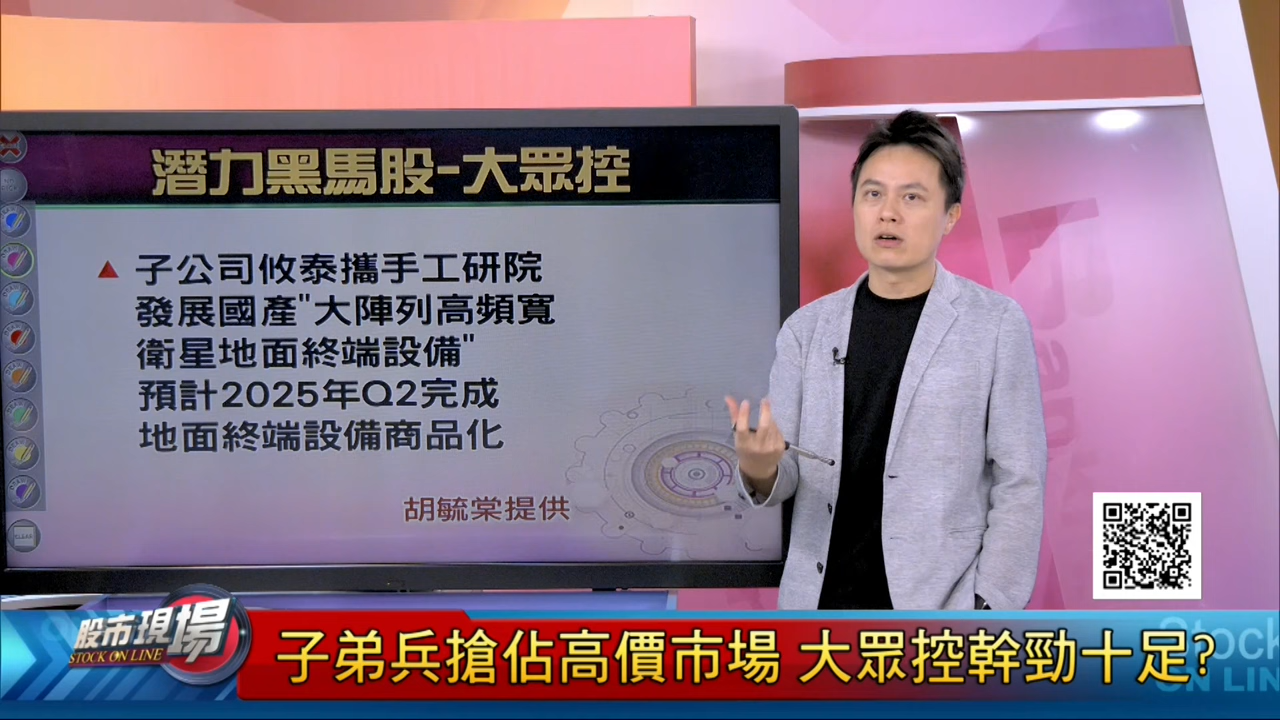 潛力黑馬股-大眾控
▲ 子公司攸泰攜手工研院
發展國產"大陣列高頻寬
衛星地面終端設備"
預計2025年Q2完成
地面終端設備商品化
胡毓棠提供
CLEAR
股市現場
STOCK ON LINE
子弟兵搶佔高價市場 大眾控幹勁十足?
Stock
ON LIN